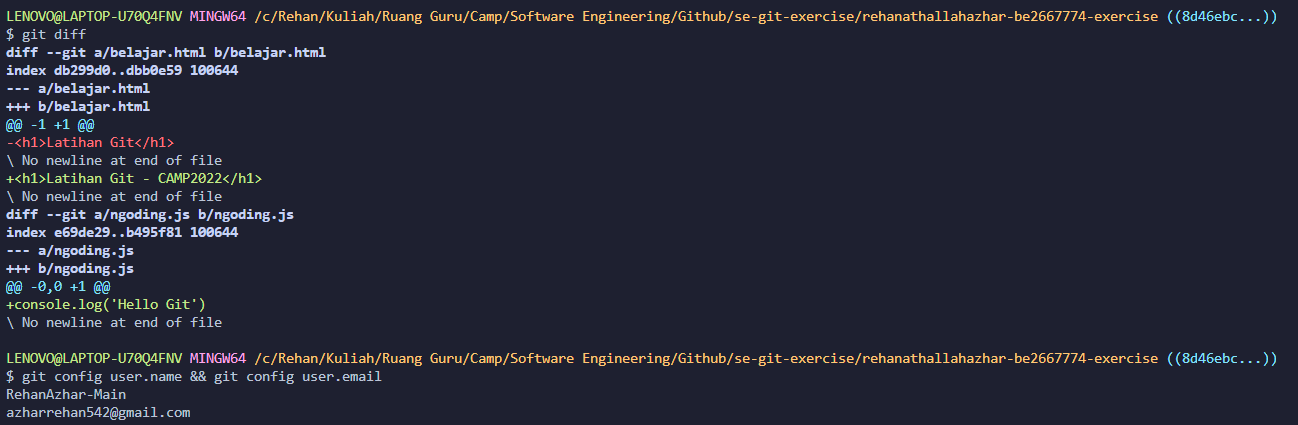 LENOVO@LAPTOP-U70Q4FNV MINGW64 /c/Rehan/Kuliah/Ruang Guru/Camp/Software Engineering/Github/se-git-exercise/rehanathallahazhar-be2667774-exercise ((8d46ebc...))
$ git diff
diff --git a/belajar.html b/belajar.html
index db299d0..dbb0e59 100644
--- a/belajar.html
+++ b/belajar.html
@@ -1 +1 @@
-<h1>Latihan Git</h1>
\ No newline at end of file
+<h1>Latihan Git - CAMP2022</h1>
\ No newline at end of file
diff --git a/ngoding.js b/ngoding.js
index e69de29..b495f81 100644
--- a/ngoding.js
+++ b/ngoding.js
@@ -0,0 +1 @@
+console.log('Hello Git')
\ No newline at end of file
LENOVO@LAPTOP-U70Q4FNV MINGW64 /c/Rehan/Kuliah/Ruang Guru/Camp/Software Engineering/Github/se-git-exercise/rehanathallahazhar-be2667774-exercise ((8d46ebc...))
$ git config user.name && git config user.email
RehanAzhar-Main
azharrehan542@gmail.com